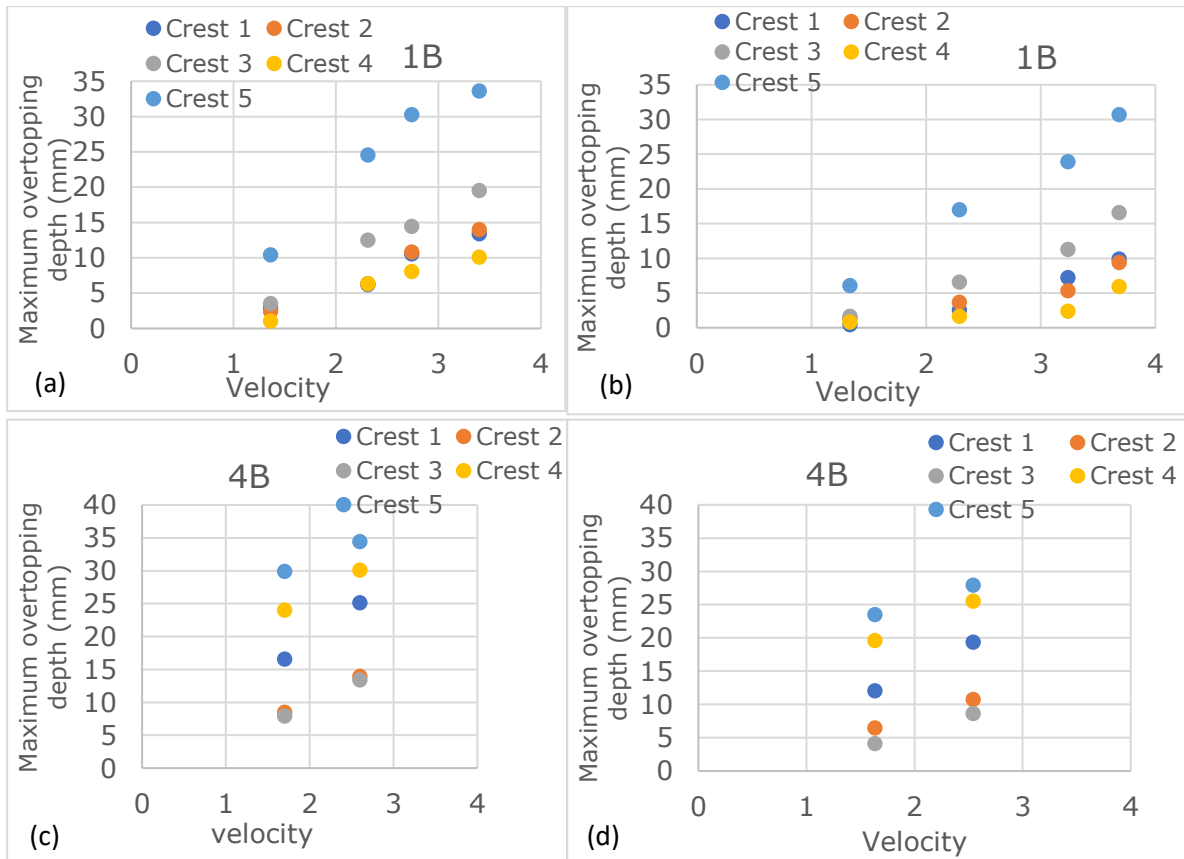 Crest 1 Crest 2
Crest 3 Crest 4
Crest 5
1B
Maximum overtopping
depth (mm)
35
30
25
20
15
10
5
0
0 1 2 3 4
Velocity
(a)
Crest 1 Crest 2
Crest 3 Crest 4
Crest 5
1B
Maximum overtopping
depth (mm)
35
30
25
20
15
10
5
0
0 1 2 3 4
Velocity
(b)
Crest 1 Crest 2
Crest 3 Crest 4
Crest 5
4B
Maximum overtopping
depth (mm)
40
35
30
25
20
15
10
5
0
0 1 2 3 4
velocity
(c)
Crest 1 Crest 2
Crest 3 Crest 4
Crest 5
4B
Maximum overtopping
depth (mm)
40
35
30
25
20
15
10
5
0
0 1 2 3 4
Velocity
(d)